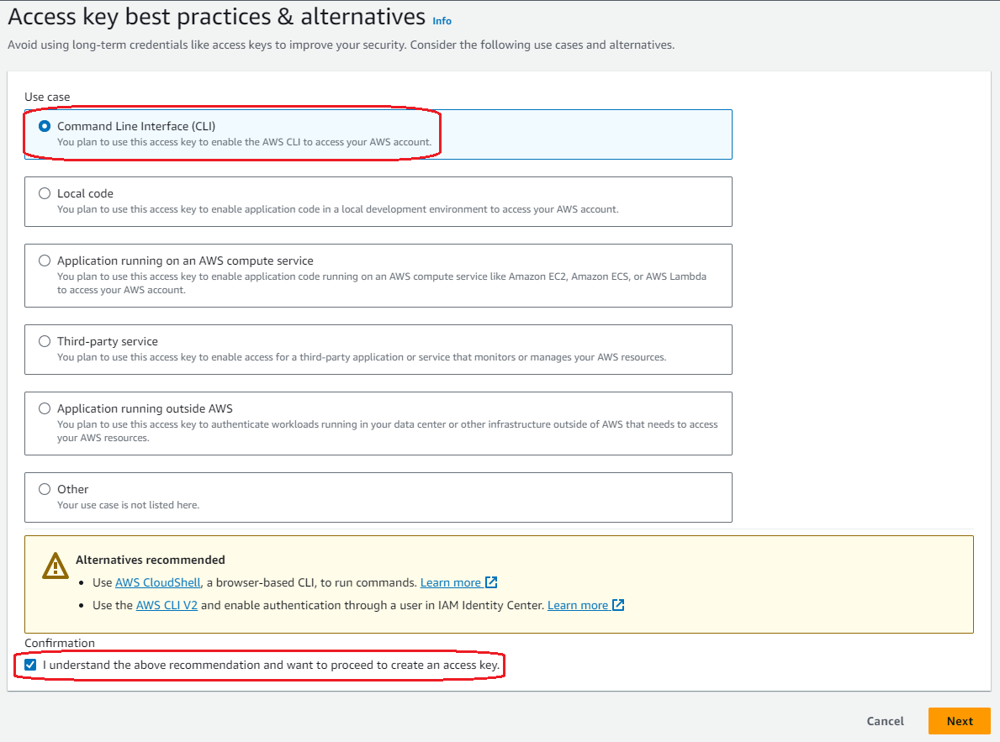 Access key best practices & alternatives Info
Avoid using long-term credentials like access keys to improve your security. Consider the following use cases and alternatives.
Use case
Command Line Interface (CLI)
You plan to use this access key to enable the AWS CLI to access your AWS account.
Local code
You plan to use this access key to enable application code in a local development environment to access your AWS account.
Application running on an AWS compute service
You plan to use this access key to enable application code running on an AWS compute service like Amazon EC2, Amazon ECS, or AWS Lambda
to access your AWS account.
Third-party service
You plan to use this access key to enable access for a third-party application or service that monitors or manages your AWS resources.
Application running outside AWS
You plan to use this access key to authenticate workloads running in your data center or other infrastructure outside of AWS that needs to access
your AWS resources.
Other
Your use case is not listed here.
Alternatives recommended
• Use AWS CloudShell, a browser-based CLI, to run commands. Learn more
• Use the AWS CLI V2 and enable authentication through a user in IAM Identity Center. Learn more
Confirmation
I understand the above recommendation and want to proceed to create an access key.
Cancel Next